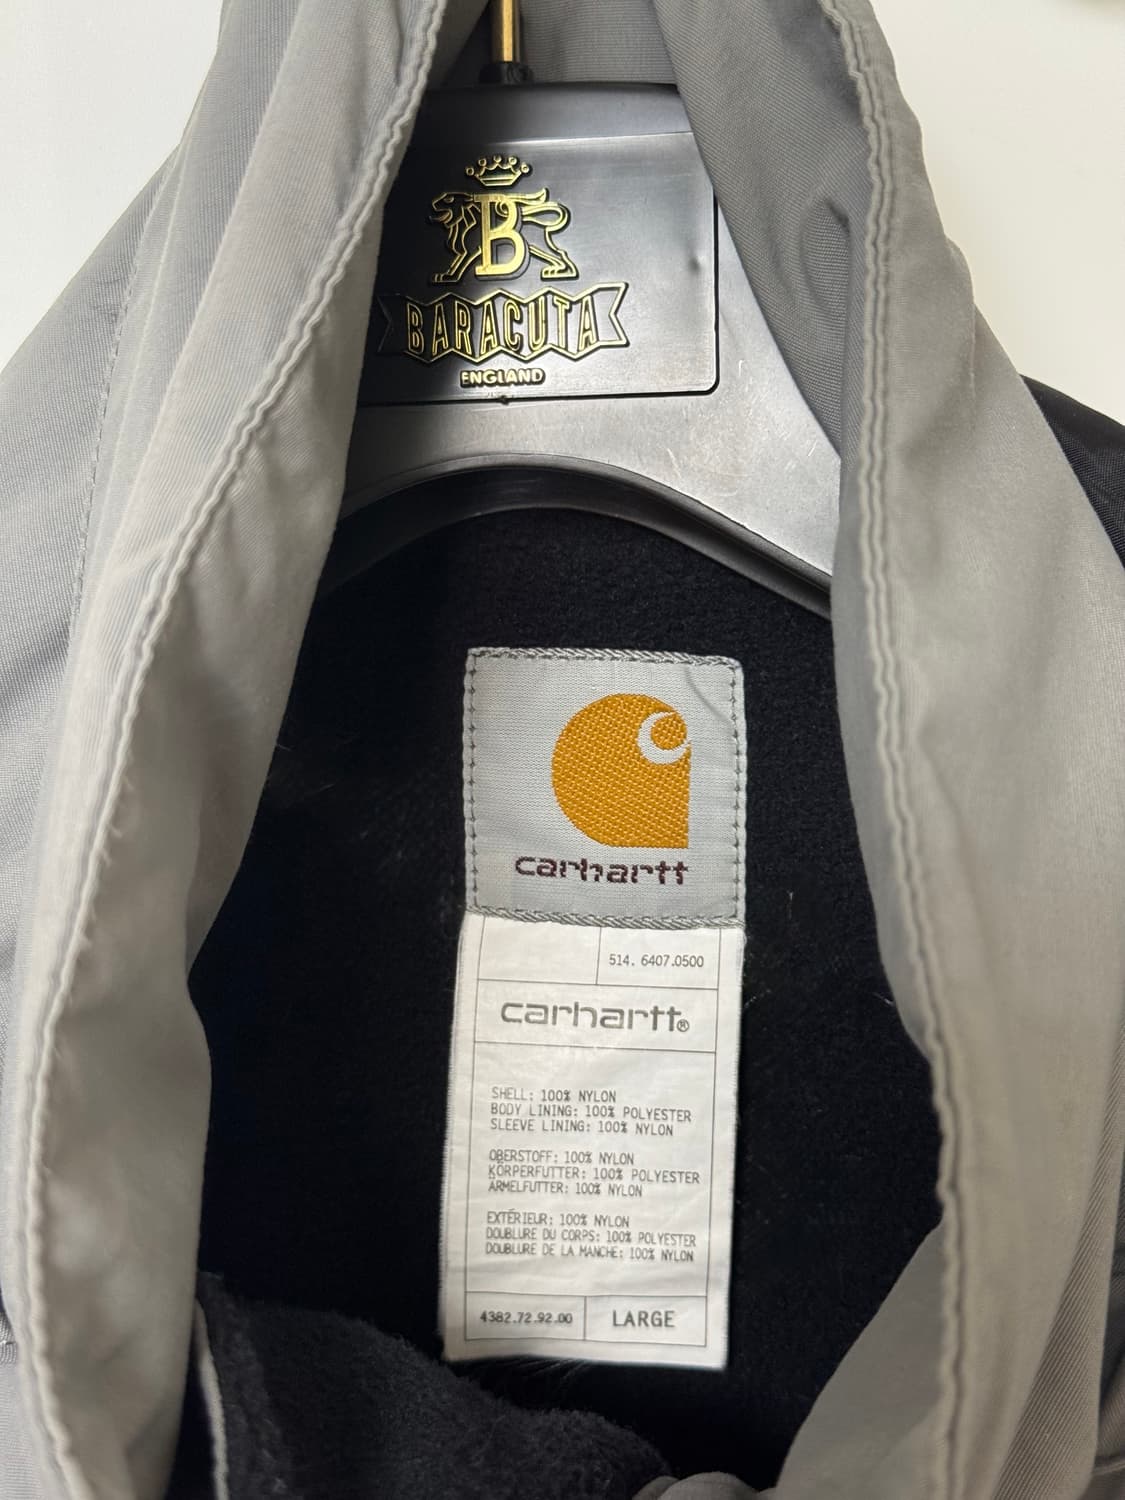 B
BARACUTA
ENGLAND
carhartt
514. 6407.0500
carhartt®
SHELL: 100% NYLON
BODY LINING: 100% POLYESTER
SLEEVE LINING: 100% NYLON
OBERSTOFF: 100% NYLON
KÖRPERFUTTER: 100% POLYESTER
ÄRMELFUTTER: 100% NYLON
EXTÉRIEUR: 100% NYLON
DOUBLURE DU CORPS: 100% POLYESTER
DOUBLURE DE LA MANCHE: 100% NYLON
4382.72.92.00 LARGE